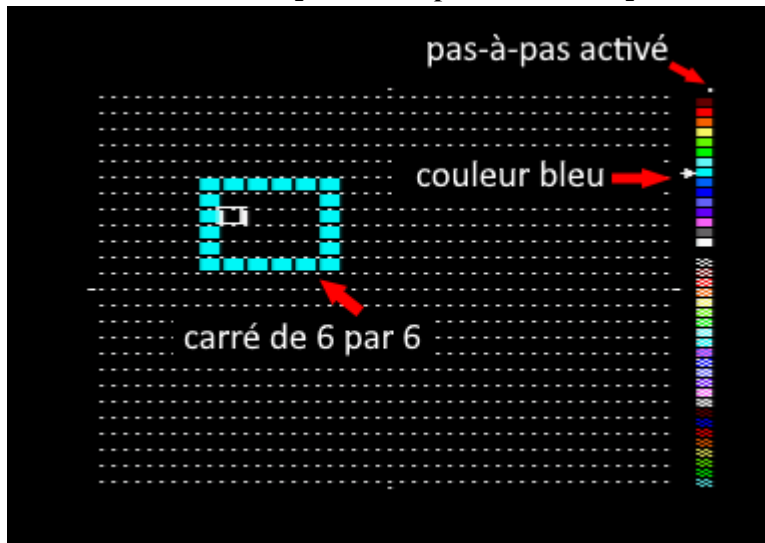 pas-à-pas activé
couleur bleu
carré de 6 par 6